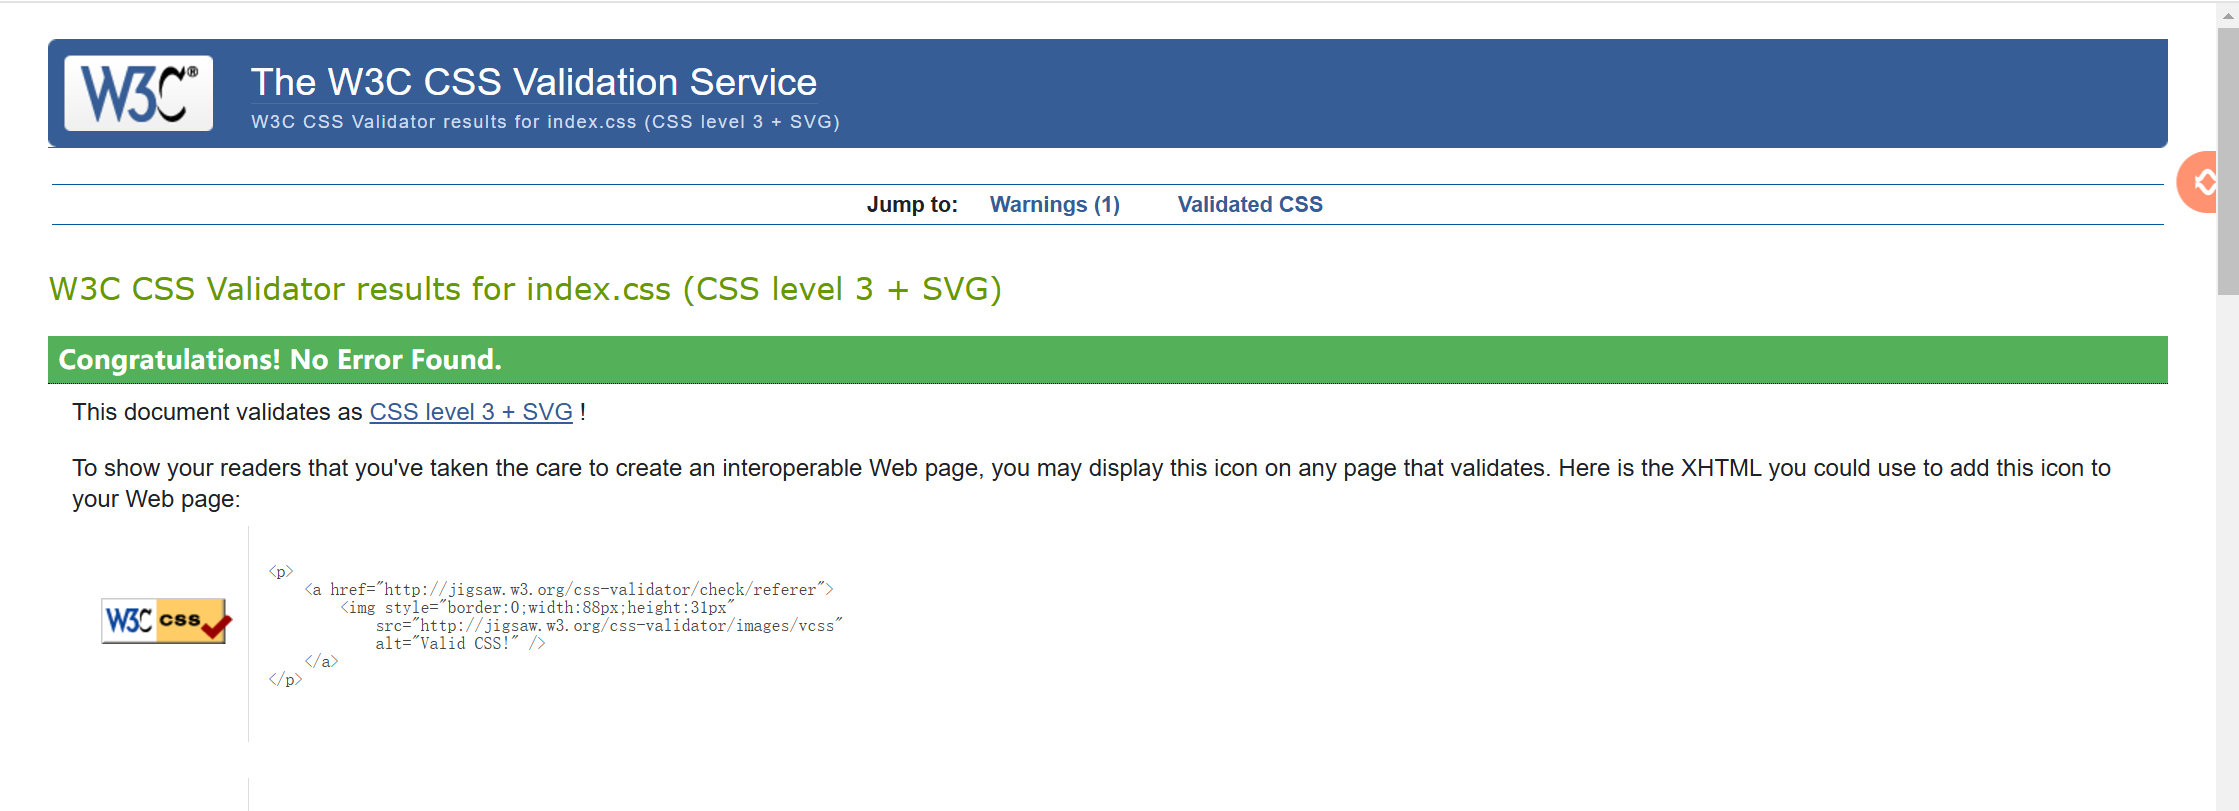 W3C®
The W3C CSS Validation Service
W3C CSS Validator results for index.css (CSS level 3 + SVG)
Jump to: Warnings (1) Validated CSS
W3C CSS Validator results for index.css (CSS level 3 + SVG)
Congratulations! No Error Found.
This document validates as CSS level 3 + SVG !
To show your readers that you've taken the care to create an interoperable Web page, you may display this icon on any page that validates. Here is the XHTML you could use to add this icon to
your Web page:
W3C css
<p>
<a href="http://jigsaw.w3.org/css-validator/check/referer">
<img style="border:0;width:88px;height:31px"
src="http://jigsaw.w3.org/css-validator/images/vcss"
alt="Valid CSS!" />
</a>
</p>